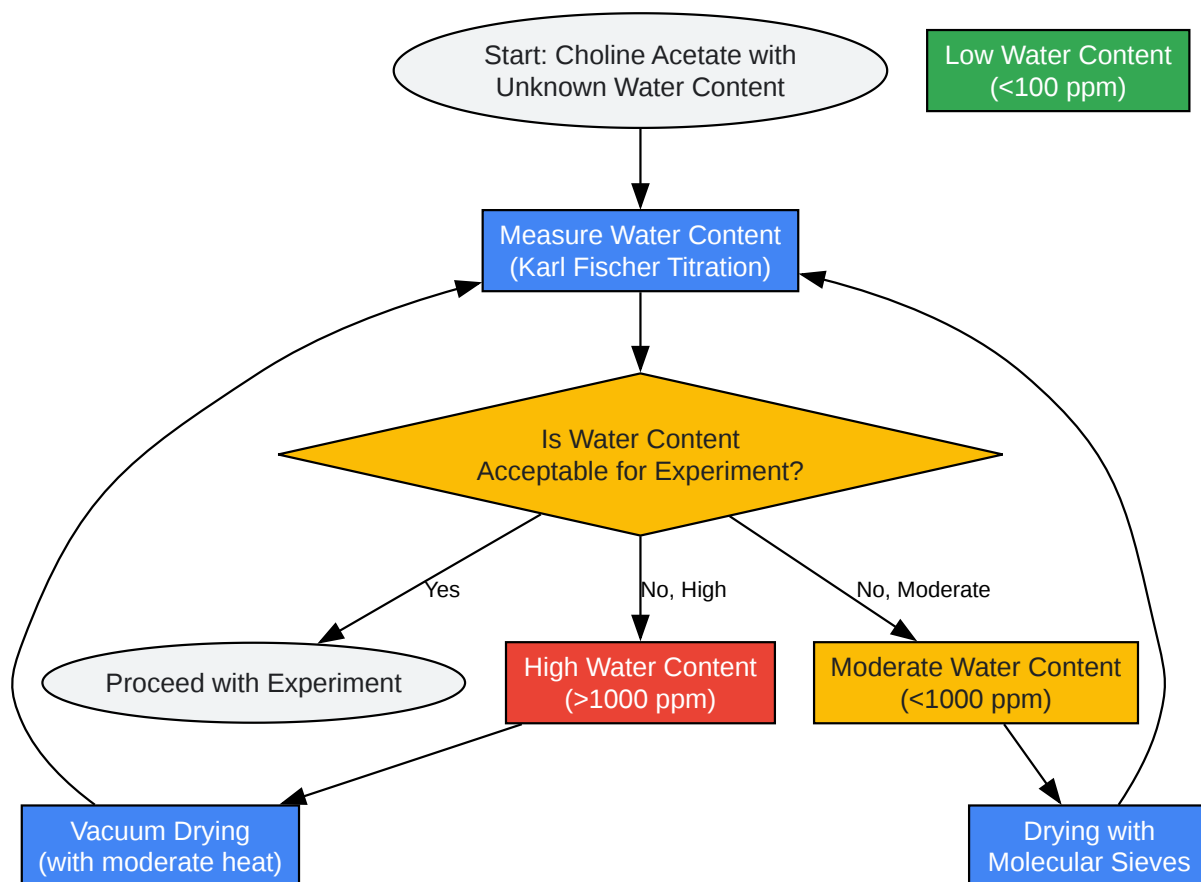 Start: Choline Acetate with
Unknown Water Content
Low Water Content
(<100 ppm)
Measure Water Content
(Karl Fischer Titration)
Is Water Content
Acceptable for Experiment?
Yes
No, High
No, Moderate
Proceed with Experiment
High Water Content
(>1000 ppm)
Moderate Water Content
(<1000 ppm)
Vacuum Drying
(with moderate heat)
Drying with
Molecular Sieves